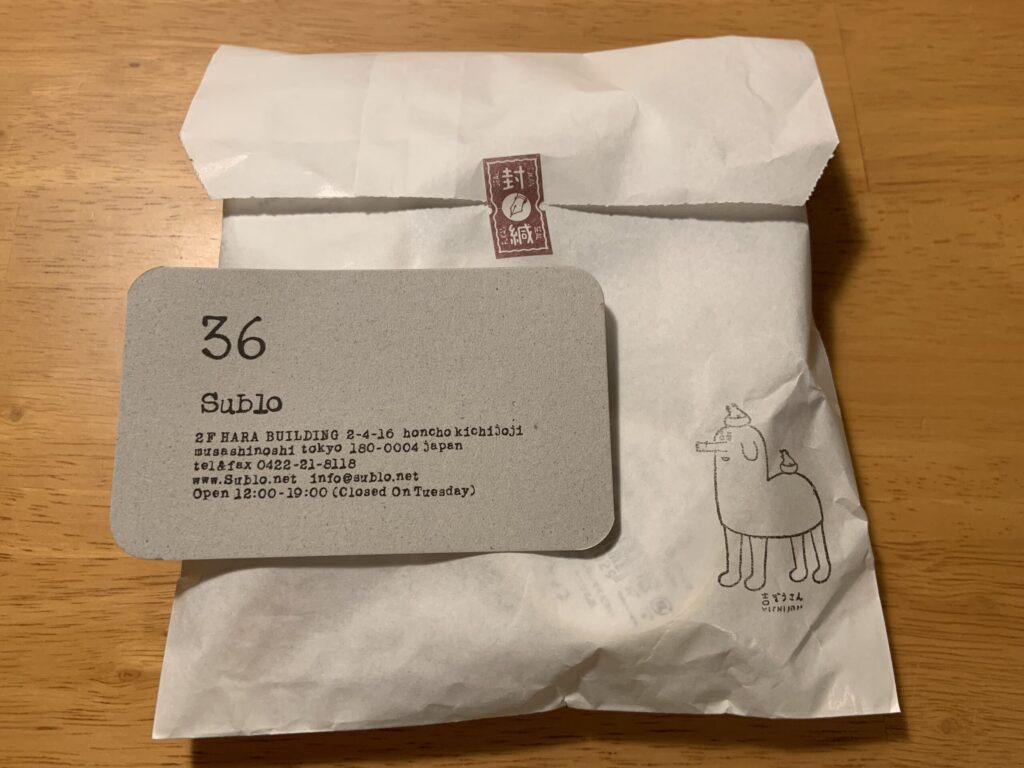 封
緘
36
Sublo
2F HARA BUILDING 2-4-16 honcho kichijoji
musashinoshi tokyo 180-0004 japan
tel&fax 0422-21-8118
www.Sublo.net info@sublo.net
Open 12:00-19:00 (Closed On Tuesday)
吉ぞうさん